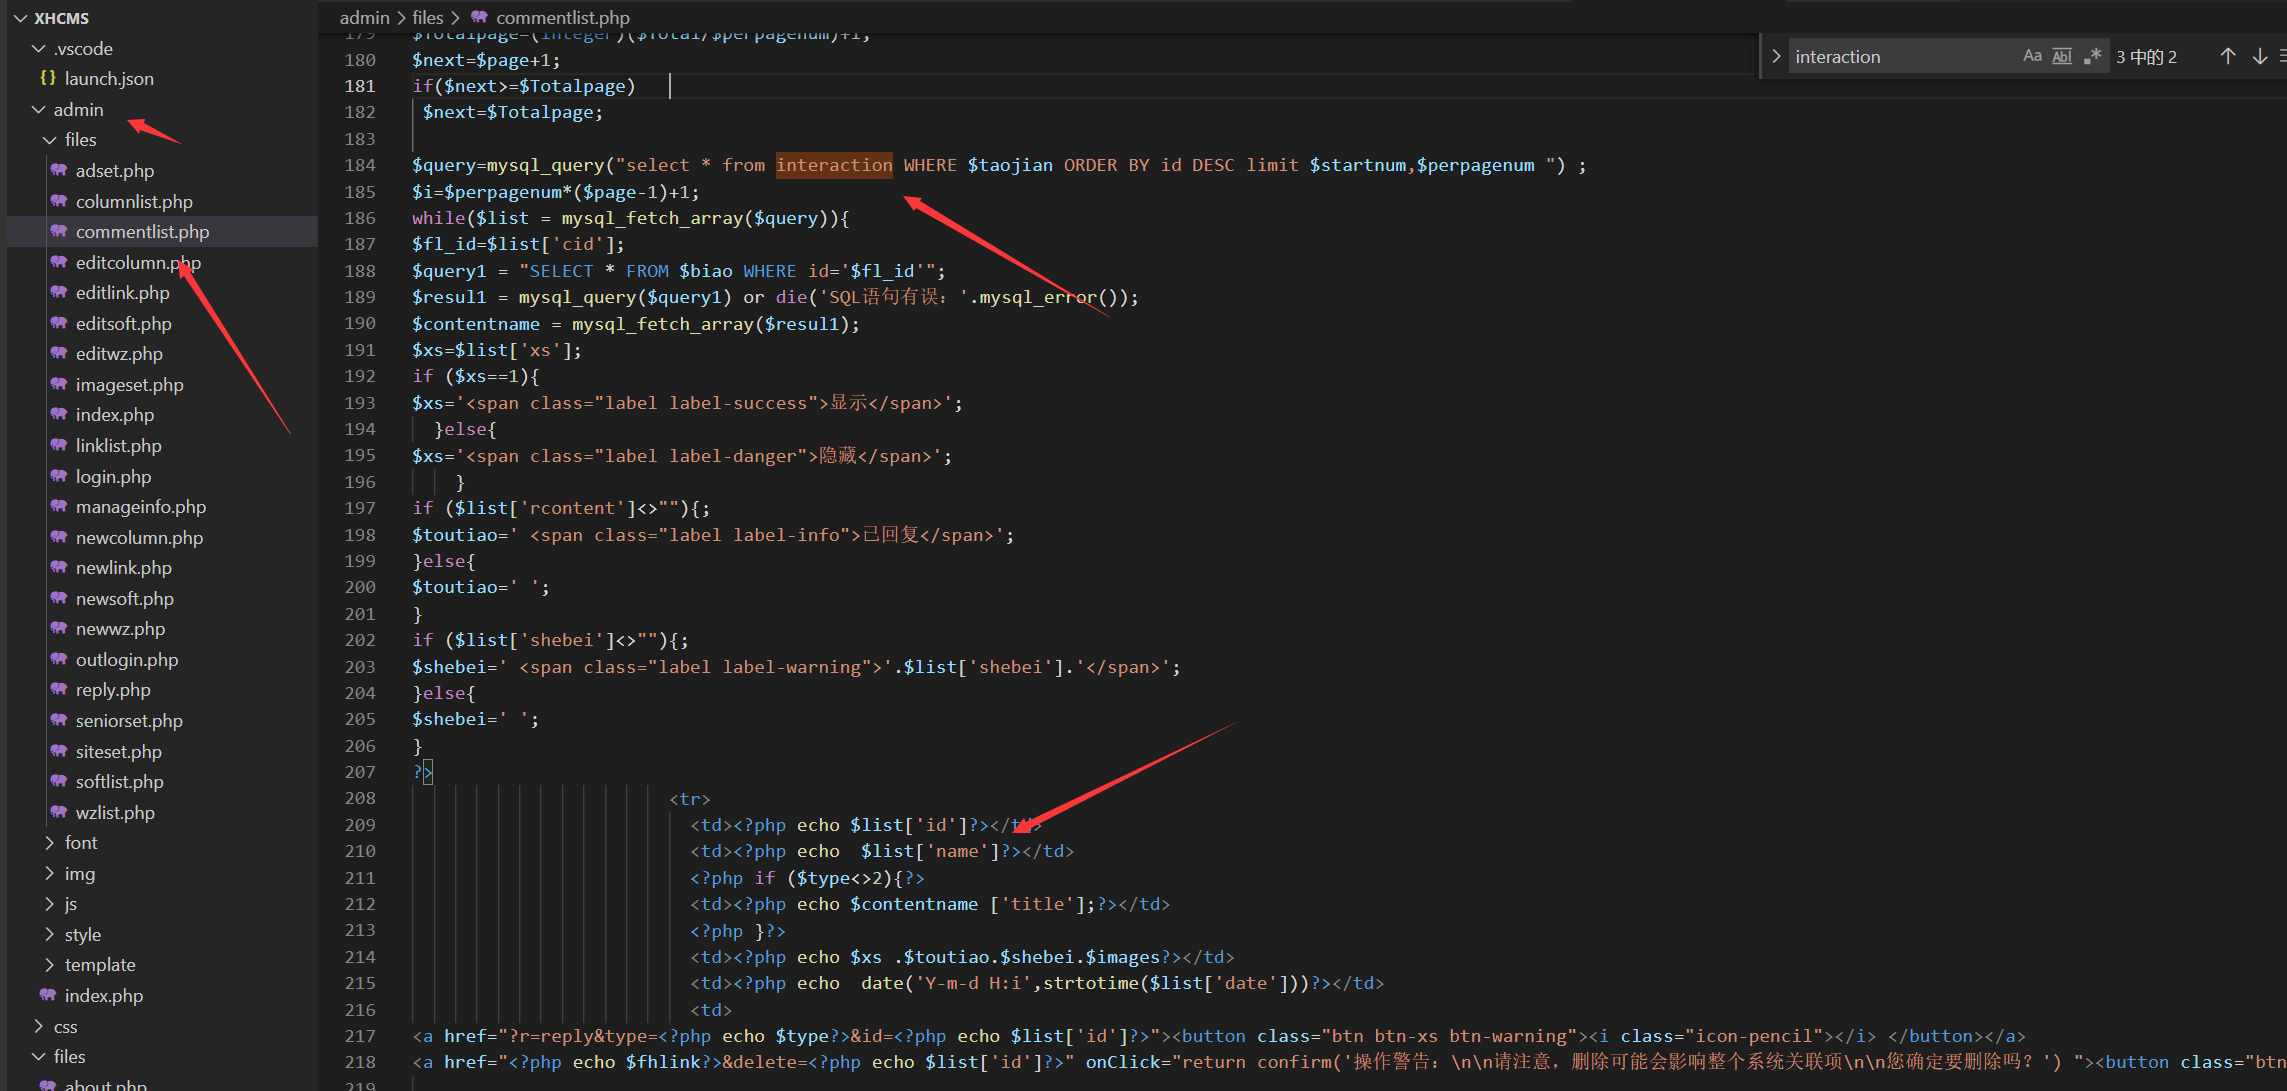 XHCMS
.vscode
{} launch.json
admin
files
adset.php
columnlist.php
commentlist.php
editcolumn.php
editlink.php
editsoft.php
editwz.php
imageset.php
index.php
linklist.php
login.php
manageinfo.php
newcolumn.php
newlink.php
newsoft.php
newwz.php
outlogin.php
reply.php
seniorset.php
siteset.php
softlist.php
wzlist.php
font
img
js
style
template
index.php
css
files
about.php
admin > files > commentlist.php
interaction Aa Abl .* 3 中的 2
179 $Totalpage=(integer)($Total/$perpagenum)+1;
180 $next=$page+1;
181 if($next>=$Totalpage)
182 $next=$Totalpage;
183
184 $query=mysql_query("select * from interaction WHERE $taojian ORDER BY id DESC limit $startnum,$perpagenum ") ;
185 $i=$perpagenum*($page-1)+1;
186 while($list = mysql_fetch_array($query)){
187 $fl_id=$list['cid'];
188 $query1 = "SELECT * FROM $biao WHERE id='$fl_id'";
189 $resul1 = mysql_query($query1) or die('SQL语句有误：'.mysql_error());
190 $contentname = mysql_fetch_array($resul1);
191 $xs=$list['xs'];
192 if ($xs==1){
193 $xs='<span class="label label-success">显示</span>';
194 }else{
195 $xs='<span class="label label-danger">隐藏</span>';
196 }
197 if ($list['rcontent']<>""){;
198 $toutiao=' <span class="label label-info">己回复</span>';
199 }else{
200 $toutiao=' ';
201 }
202 if ($list['shebei']<>""){;
203 $shebei=' <span class="label label-warning">'.$list['shebei'].'</span>';
204 }else{
205 $shebei=' ';
206 }
207 ?>
208 <tr>
209 <td><?php echo $list['id']?></td>
210 <td><?php echo  $list['name']?></td>
211 <?php if ($type<>2){?>
212 <td><?php echo $contentname ['title'];?></td>
213 <?php }?>
214 <td><?php echo $xs .$toutiao.$shebei.$images?></td>
215 <td><?php echo  date('Y-m-d H:i',strtotime($list['date']))?></td>
216 <td>
217 <a href="?r=reply&type=<?php echo $type?>&id=<?php echo $list['id']?>"><button class="btn btn-xs btn-warning"><i class="icon-pencil"></i> </button></a>
218 <a href="<?php echo $fhlink?>&delete=<?php echo $list['id']?>" onClick="return confirm('操作警告：\n\n请注意，删除可能会影响整个系统关联项\n\n您确定要删除吗？') "><button class="btn
219